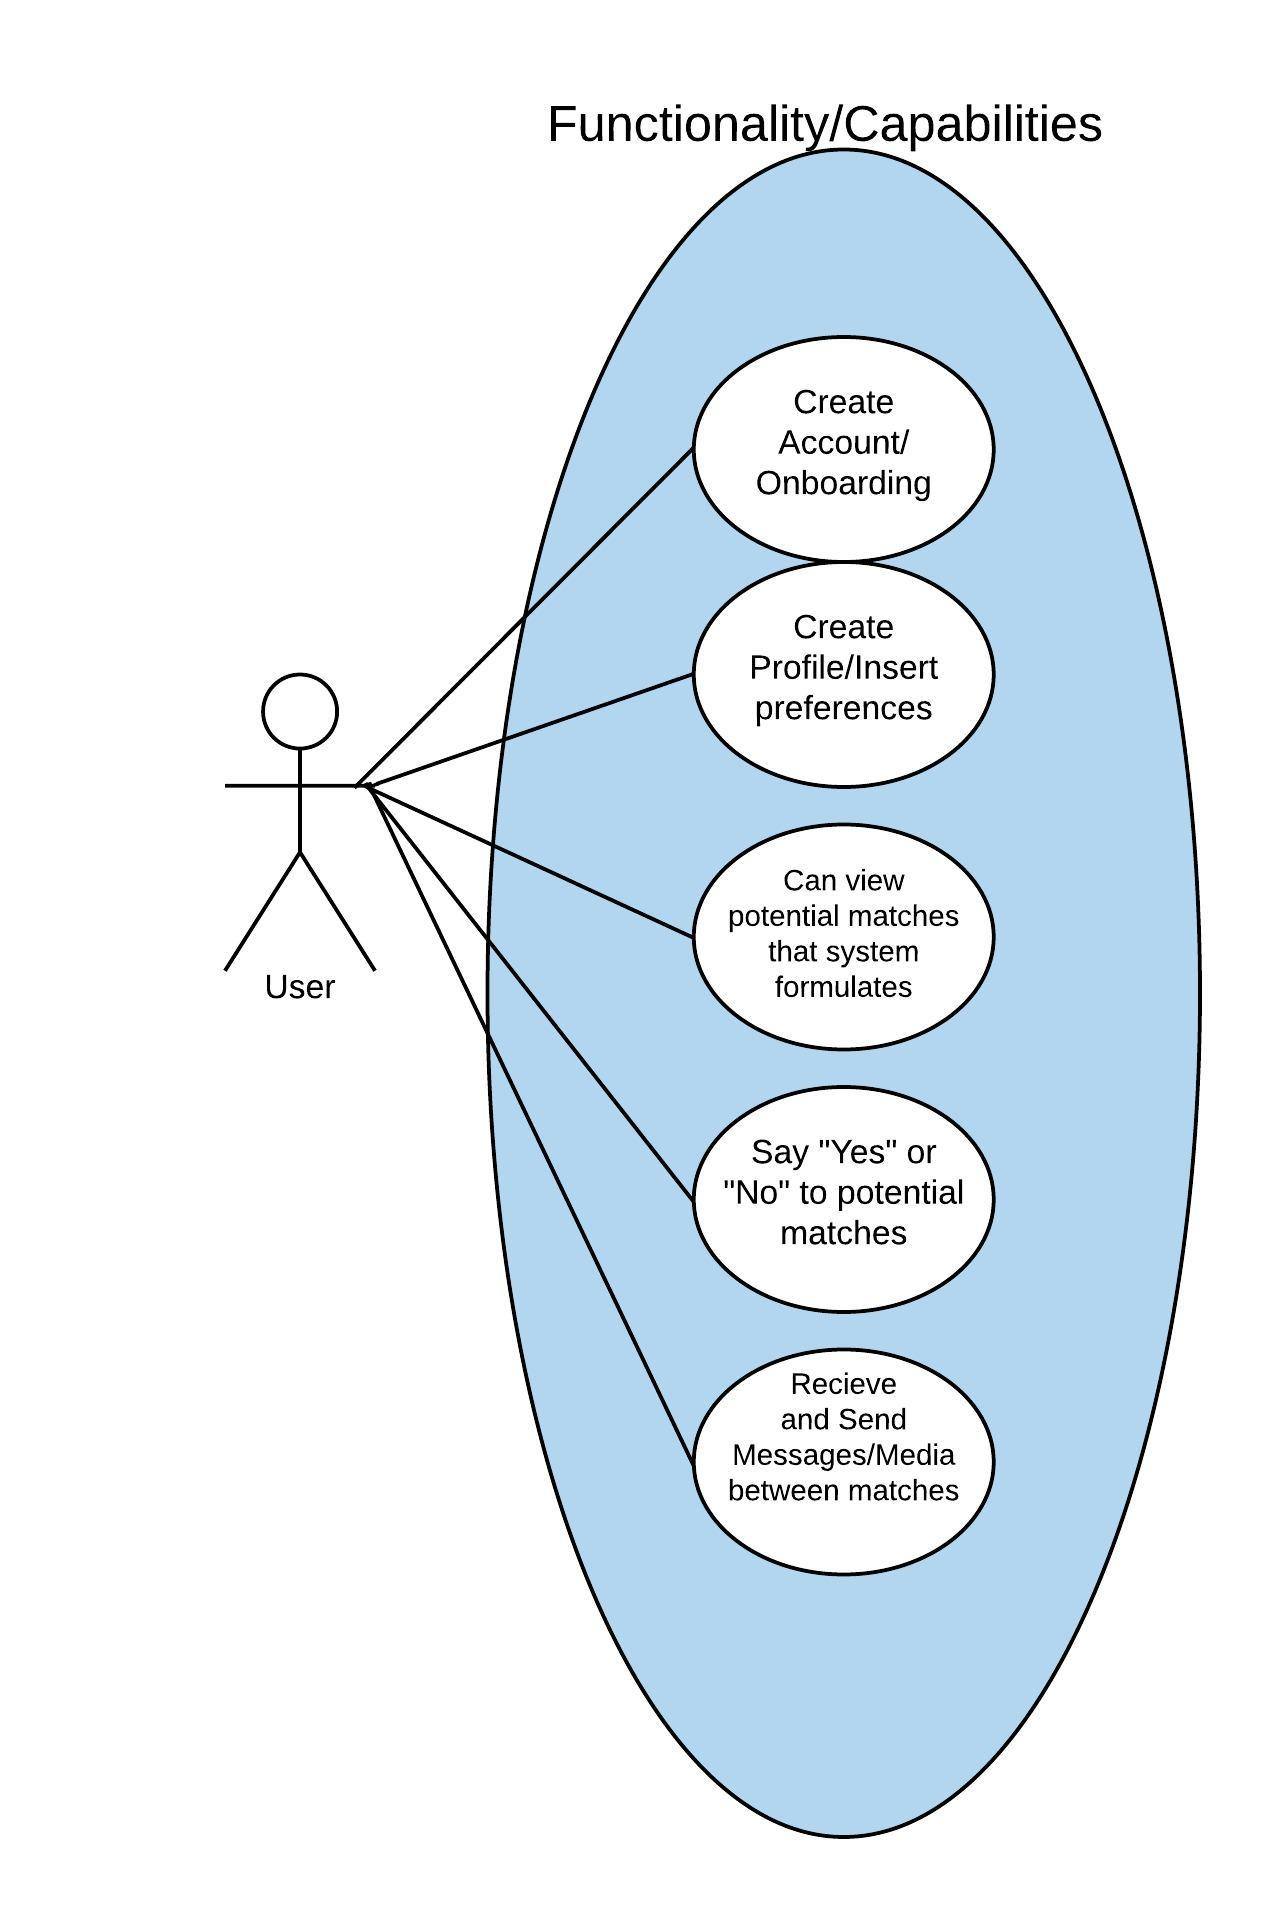 Functionality/Capabilities
Create
Account/
Onboarding
Create
Profile/Insert
preferences
Can view
potential matches
that system
formulates
User
Say "Yes" or
"No" to potential
matches
Recieve
and Send
Messages/Media
between matches